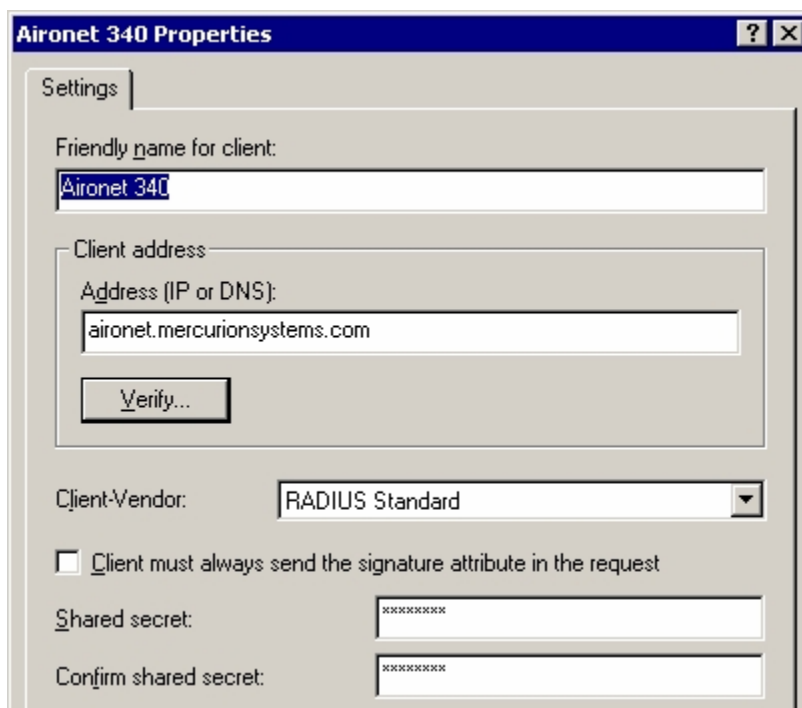 Aironet 340 Properties
Settings
Friendly name for client:
Aironet 340
Client address
Address (IP or DNS):
aironet.mercurionsystems.com
Verify...
Client-Vendor: RADIUS Standard
Client must always send the signature attribute in the request
Shared secret: xxxxxxxx
Confirm shared secret: xxxxxxxx